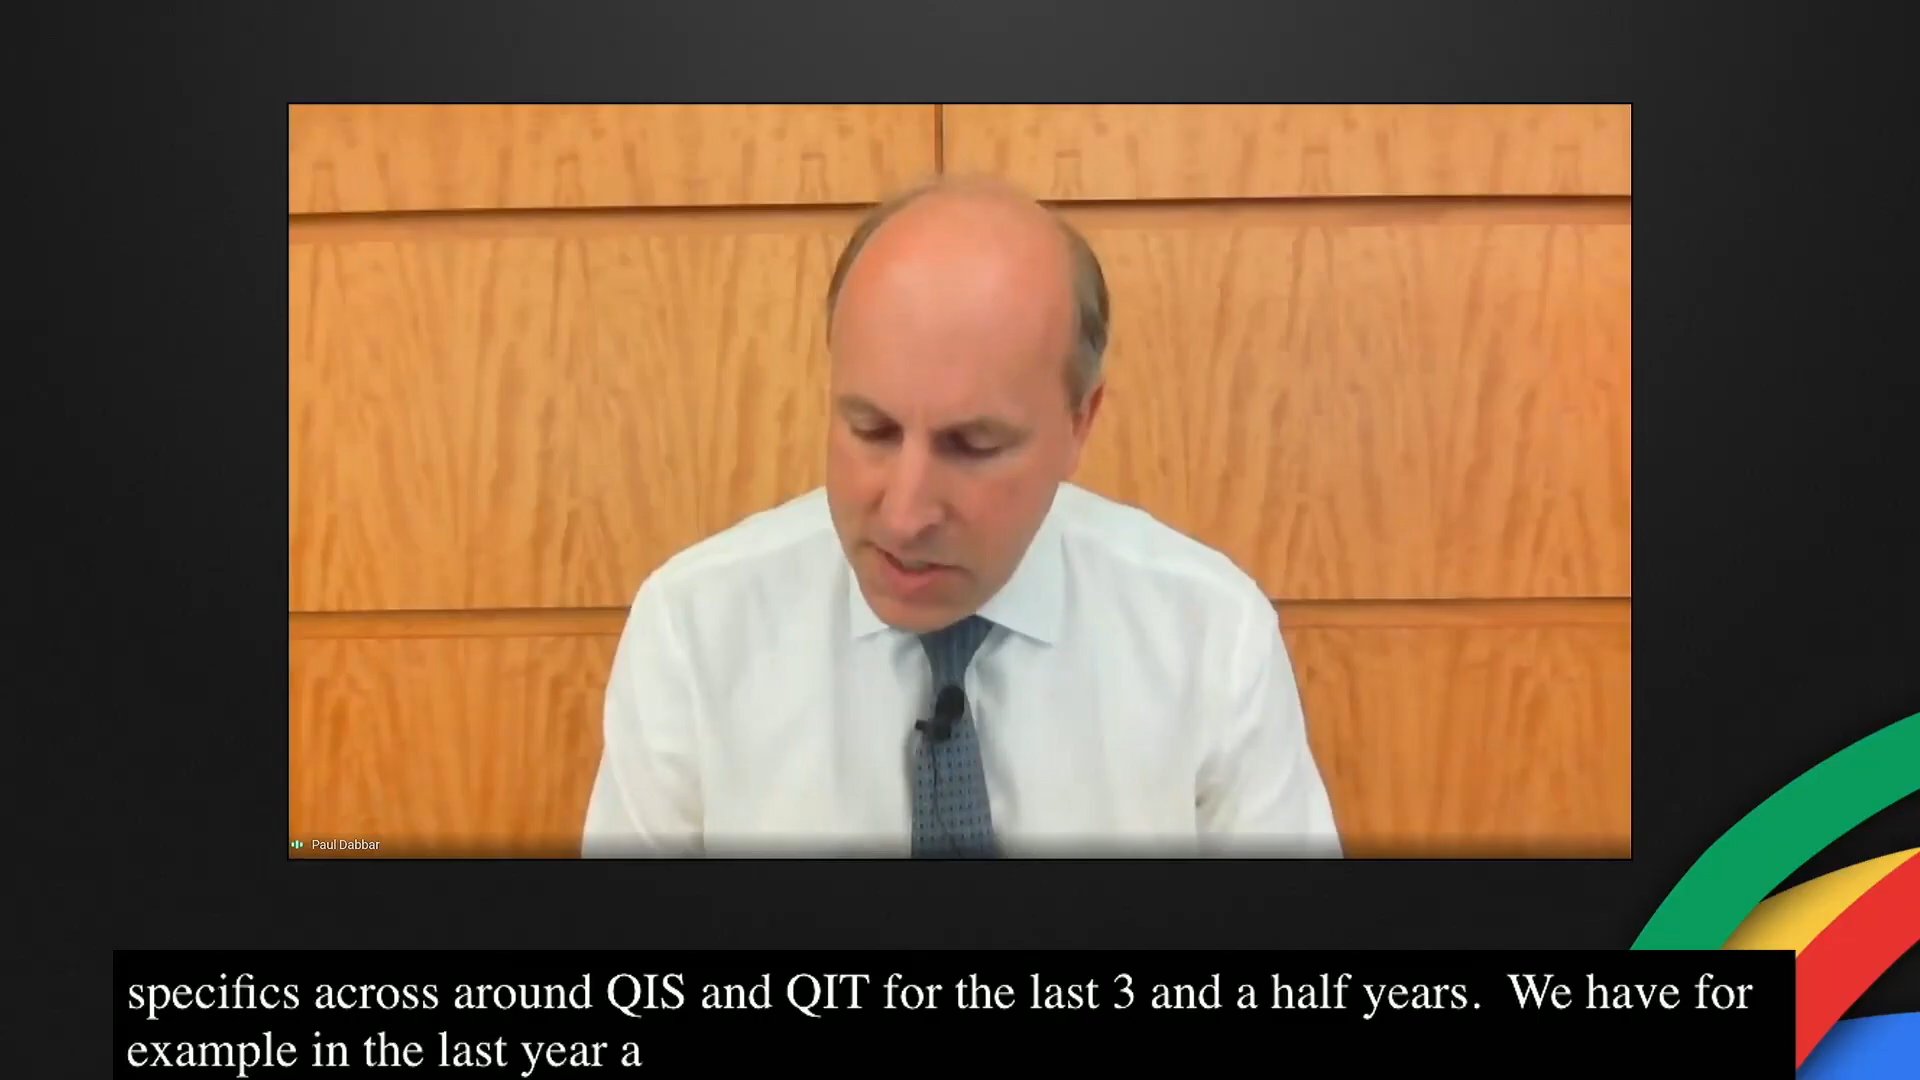 Paul Dabbar
specifics across around QIS and QIT for the last 3 and a half years.  We have for
example in the last year a